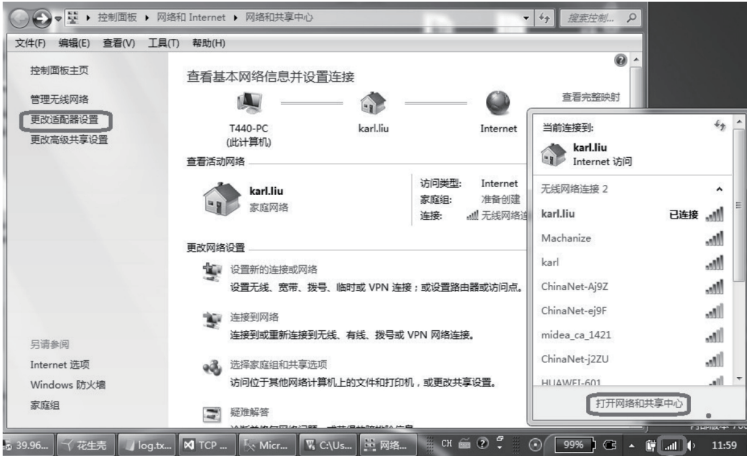 控制面板 ▸ 网络和 Internet ▸ 网络和共享中心
搜索控制...
文件(F) 编辑(E) 查看(V) 工具(T) 帮助(H)
控制面板主页
管理无线网络
更改适配器设置
更改高级共享设置
另请参阅
Internet 选项
Windows 防火墙
家庭组
查看基本网络信息并设置连接
查看完整映射
T440-PC
(此计算机)
karl.liu
Internet
查看活动网络
karl.liu
家庭网络
访问类型: Internet
家庭组: 准备创建
连接: 无线网络连
更改网络设置
设置新的连接或网络
设置无线、宽带、拨号、临时或 VPN 连接；或设置路由器或访问点。
连接到网络
连接到或重新连接到无线、有线、拨号或 VPN 网络连接。
选择家庭组和共享选项
访问位于其他网络计算机上的文件和打印机，或更改共享设置。
疑难解答
当前连接到:
karl.liu
Internet 访问
无线网络连接 2
karl.liu 已连接
Machanize
karl
ChinaNet-Aj9Z
ChinaNet-ej9F
midea_ca_1421
ChinaNet-j2ZU
HUAWEI-601
打开网络和共享中心
39.96... 花生壳 log.tx... TCP ... Micr... C:\Us... 网络... CH 99% 11:59